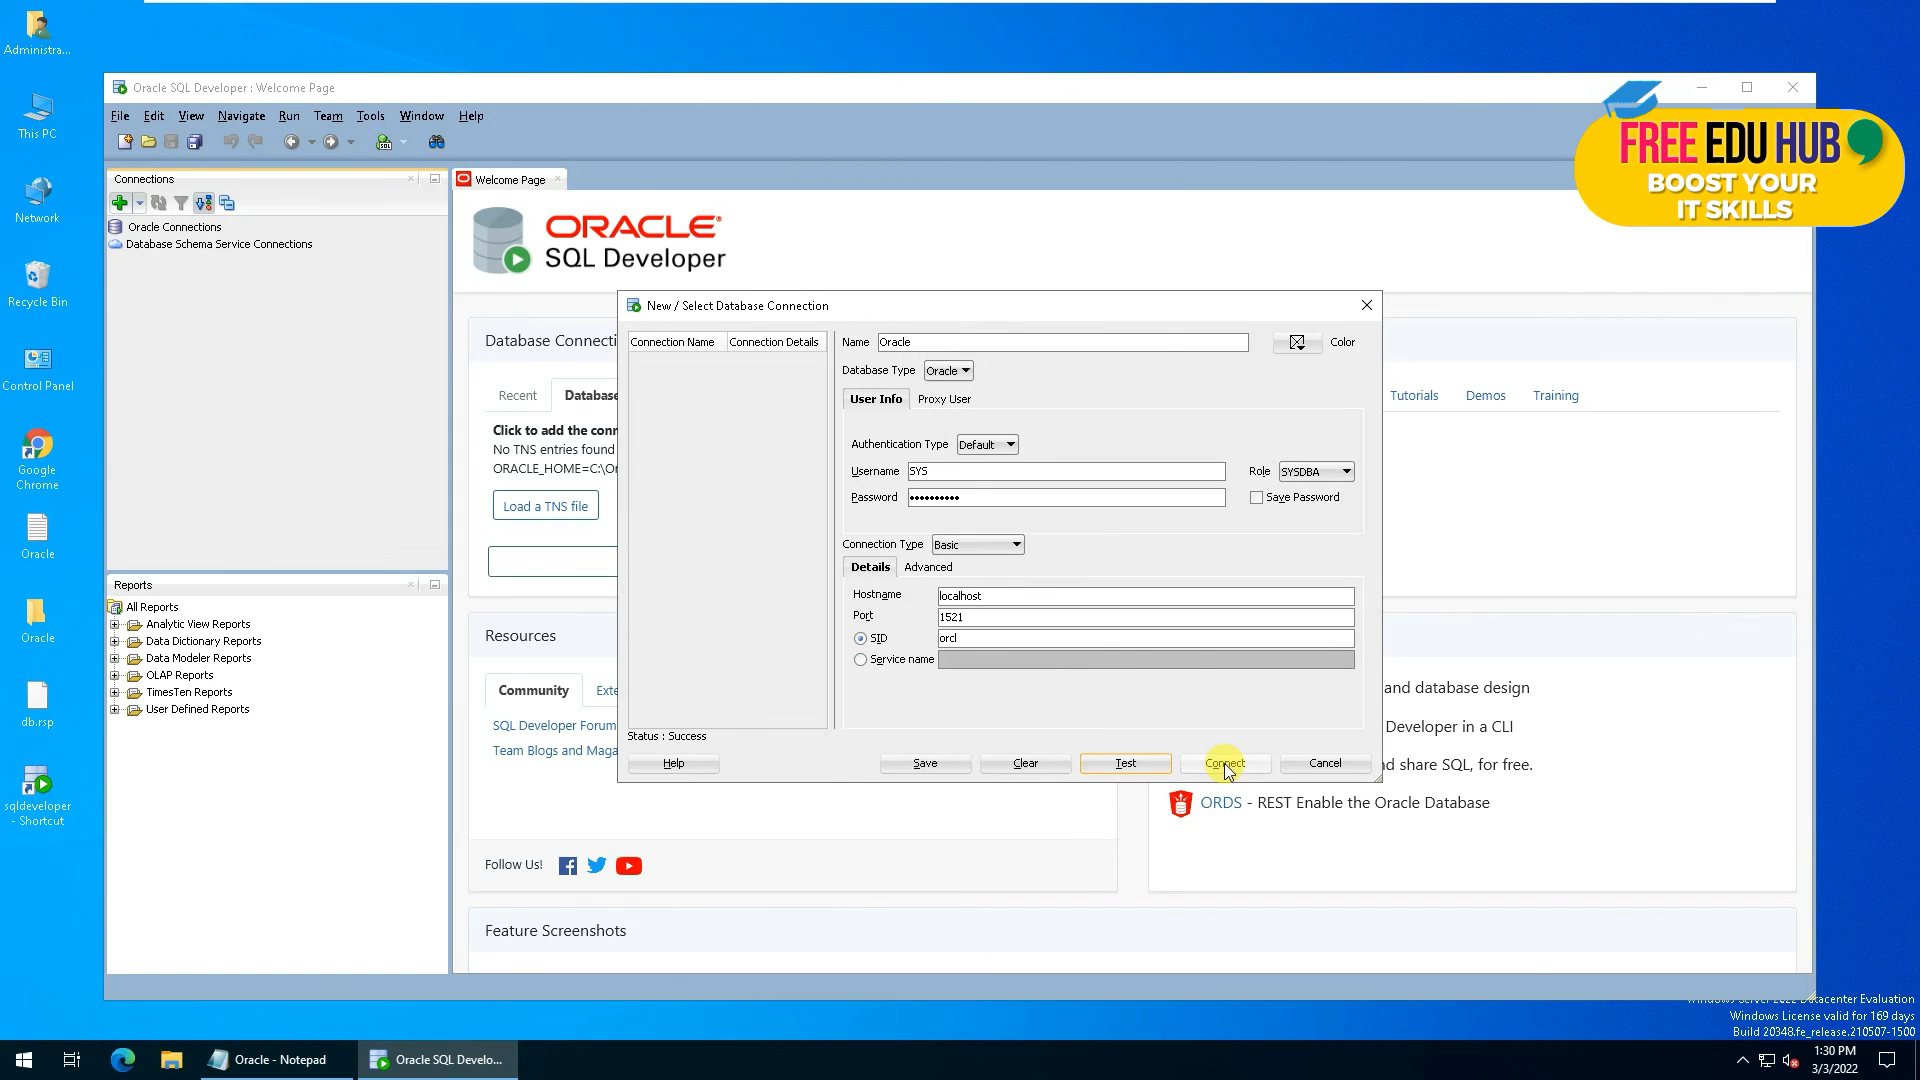 Administra...
This PC
Network
Recycle Bin
Control Panel
Google
Chrome
Oracle
Oracle
db.rsp
sqldeveloper
- Shortcut
Oracle SQL Developer : Welcome Page
File Edit View Navigate Run Team Tools Window Help
FREE EDU HUB
BOOST YOUR
IT SKILLS
Connections
Oracle Connections
Database Schema Service Connections
Reports
All Reports
Analytic View Reports
Data Dictionary Reports
Data Modeler Reports
OLAP Reports
TimesTen Reports
User Defined Reports
Welcome Page
ORACLE
SQL Developer
Database Connecti
Recent Database
Click to add the conr
No TNS entries found
ORACLE_HOME=C:\Or
Load a TNS file
Tutorials Demos Training
Resources
Community Exte
SQL Developer Forum
Team Blogs and Maga
and database design
Developer in a CLI
d share SQL, for free.
ORDS - REST Enable the Oracle Database
Follow Us!
Feature Screenshots
New / Select Database Connection
Connection Name Connection Details
Name Oracle Color
Database Type Oracle
User Info Proxy User
Authentication Type Default
Username SYS Role SYSDBA
Password •••••••••• Save Password
Connection Type Basic
Details Advanced
Hostname localhost
Port 1521
SID orcl
Service name
Status : Success
Help Save Clear Test Connect Cancel
Windows Server 2022 Datacenter Evaluation
Windows License valid for 169 days
Build 20348.fe_release.210507-1500
Oracle - Notepad
Oracle SQL Develo...
1:30 PM
3/3/2022